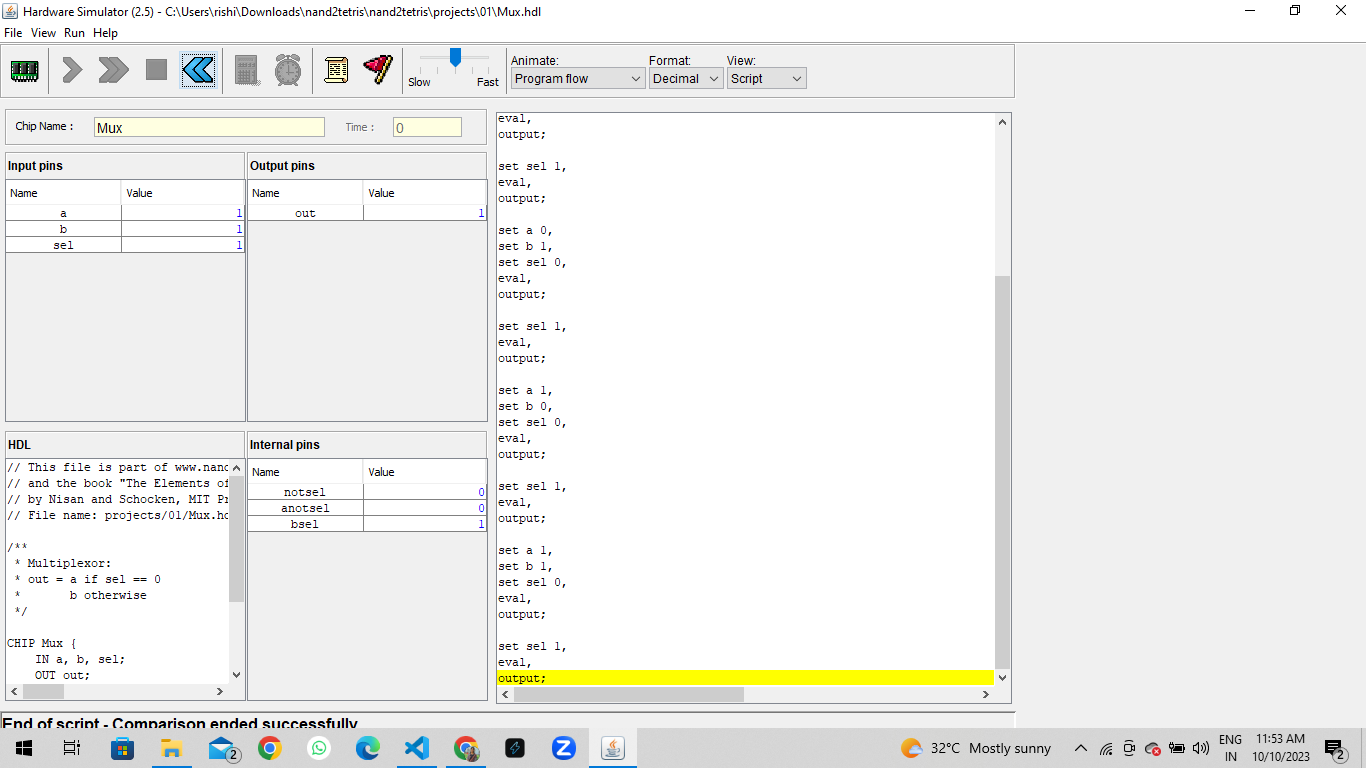 Hardware Simulator (2.5) - C:\Users\rishi\Downloads\nand2tetris\nand2tetris\projects\01\Mux.hdl
File View Run Help
Slow Fast
Animate: Format: View:
Program flow Decimal Script
Chip Name : Mux Time : 0
Input pins
Name Value
a 1
b 1
sel 1
Output pins
Name Value
out 1
HDL
// This file is part of www.nand
// and the book "The Elements of
// by Nisan and Schocken, MIT Pr
// File name: projects/01/Mux.hd
/**
* Multiplexor:
* out = a if sel == 0
* b otherwise
*/
CHIP Mux {
IN a, b, sel;
OUT out;
Internal pins
Name Value
notsel 0
anotsel 0
bsel 1
eval,
output;
set sel 1,
eval,
output;
set a 0,
set b 1,
set sel 0,
eval,
output;
set sel 1,
eval,
output;
set a 1,
set b 0,
set sel 0,
eval,
output;
set sel 1,
eval,
output;
set a 1,
set b 1,
set sel 0,
eval,
output;
set sel 1,
eval,
output;
End of script - Comparison ended successfully
2
32°C Mostly sunny
ENG
IN
11:53 AM
10/10/2023
2